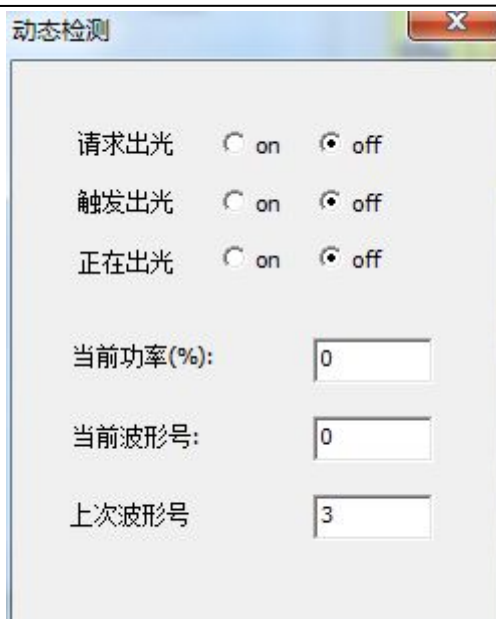 动态检测
请求出光 on off
触发出光 on off
正在出光 on off
当前功率(%): 0
当前波形号: 0
上次波形号 3